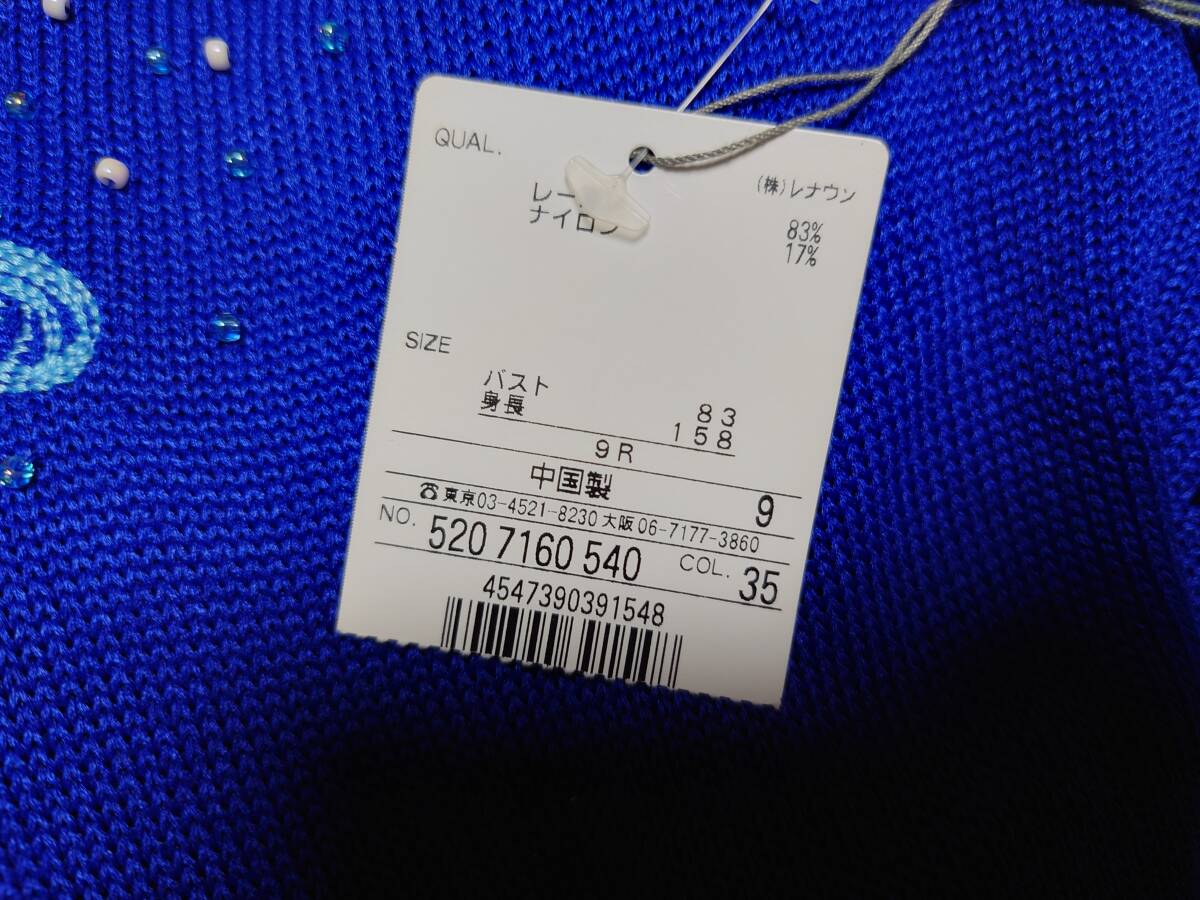 QUAL.
(株)レナウン
83%
ナイロン 17%
SIZE
バスト 83
身長 158
9R
中国製 9
☎東京03-4521-8230 大阪06-7177-3860
NO. 520 7160 540 COL. 35
4547390391548